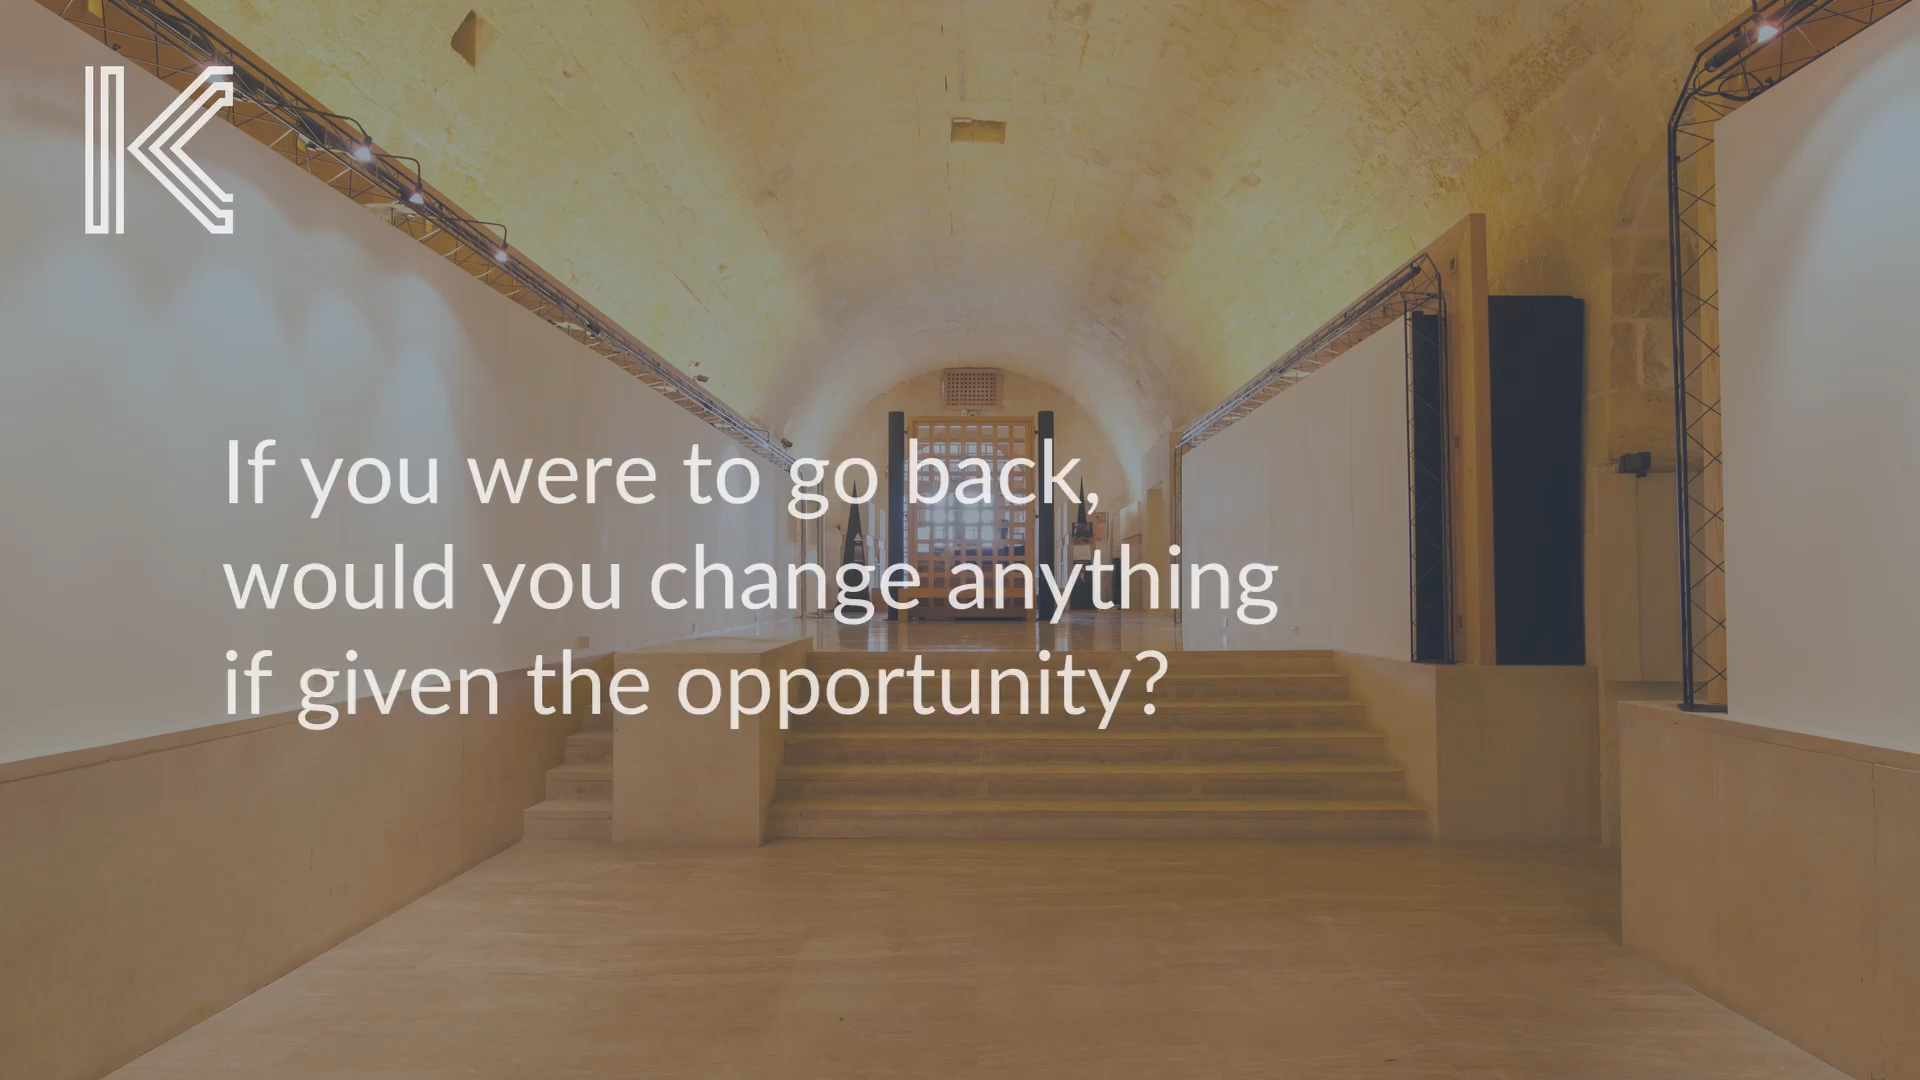 K
If you were to go back,
would you change anything
if given the opportunity?